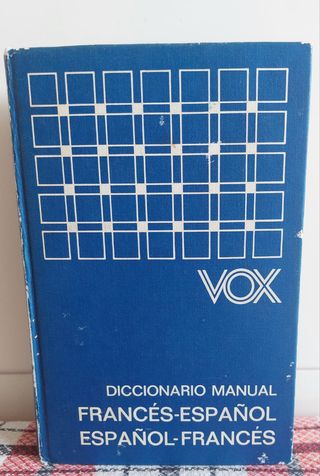 VOX
DICCIONARIO MANUAL
FRANCÉS-ESPAÑOL
ESPAÑOL-FRANCÉS